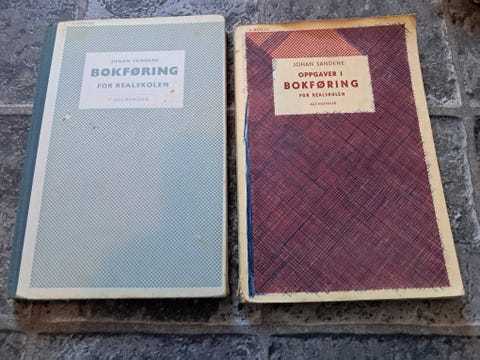 JOHAN SANDENE
BOKFØRING
FOR REALSKOLEN
ASCHEHOUG
JOHAN SANDENE
OPPGAVER I
BOKFØRING
FOR REALSKOLEN
ASCHEHOUG